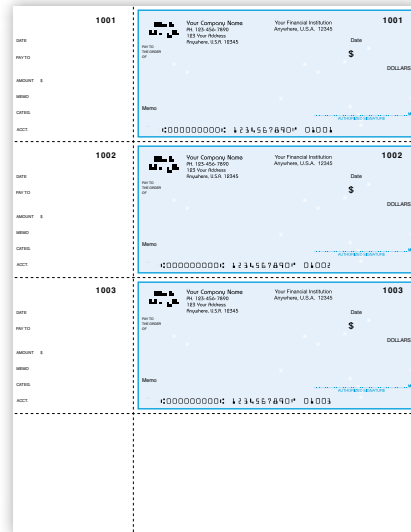 1001
DATE
PAY TO
AMOUNT $
MEMO
CATEG.
ACCT.
Your Company Name
PH. 123-456-7890
123 Your Address
Anywhere, U.S.A. 12345
Your Financial Institution
Anywhere, U.S.A. 12345
1001
Date
PAY TO
THE ORDER
OF
$
DOLLARS
Memo
AUTHORIZED SIGNATURE
⑆000000000⑆ 1234567890⑈ 01001
1002
DATE
PAY TO
AMOUNT $
MEMO
CATEG.
ACCT.
Your Company Name
PH. 123-456-7890
123 Your Address
Anywhere, U.S.A. 12345
Your Financial Institution
Anywhere, U.S.A. 12345
1002
Date
PAY TO
THE ORDER
OF
$
DOLLARS
Memo
AUTHORIZED SIGNATURE
⑆000000000⑆ 1234567890⑈ 01002
1003
DATE
PAY TO
AMOUNT $
MEMO
CATEG.
ACCT.
Your Company Name
PH. 123-456-7890
123 Your Address
Anywhere, U.S.A. 12345
Your Financial Institution
Anywhere, U.S.A. 12345
1003
Date
PAY TO
THE ORDER
OF
$
DOLLARS
Memo
AUTHORIZED SIGNATURE
⑆000000000⑆ 1234567890⑈ 01003